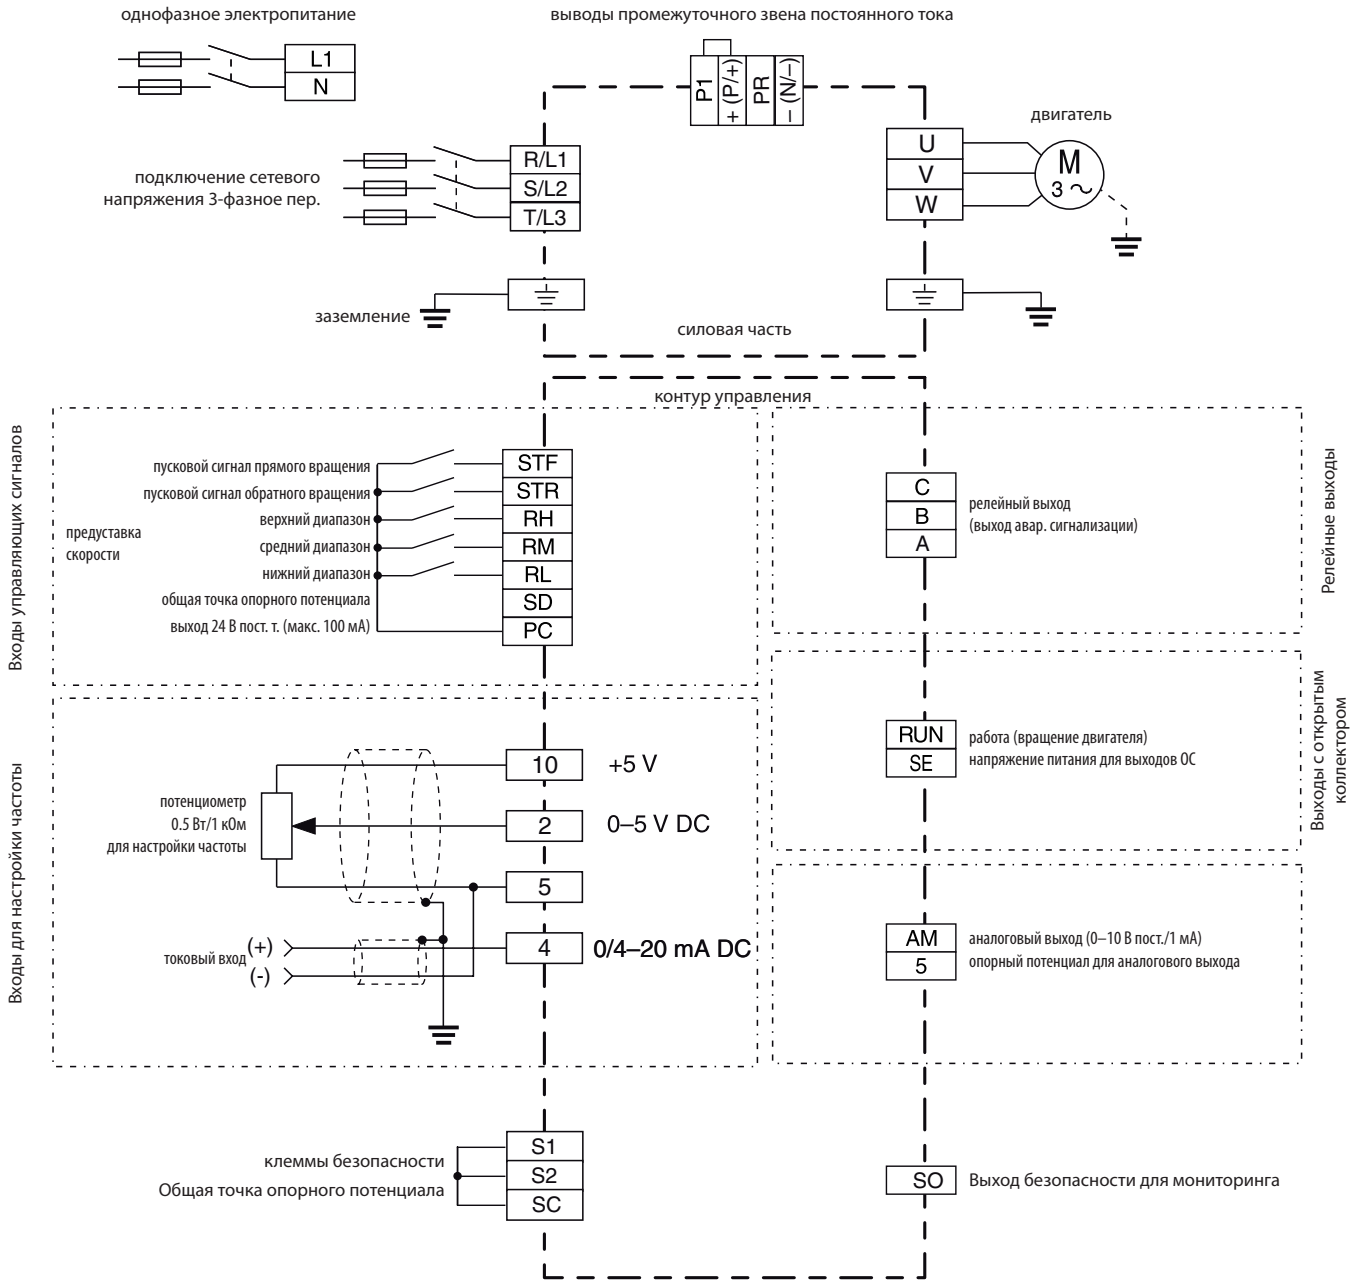 однофазное электропитание
выводы промежуточного звена постоянного тока
L1
N
P1
+ (P/+)
PR
– (N/–)
двигатель
U
V
W
M
3 ~
подключение сетевого
напряжения 3-фазное пер.
R/L1
S/L2
T/L3
заземление
силовая часть
контур управления
Входы управляющих сигналов
пусковой сигнал прямого вращения
STF
пусковой сигнал обратного вращения
STR
предуставка
скорости
верхний диапазон
RH
средний диапазон
RM
нижний диапазон
RL
общая точка опорного потенциала
SD
выход 24 В пост. т. (макс. 100 мА)
PC
C
B
A
релейный выход
(выход авар. сигнализации)
Релейные выходы
RUN
SE
работа (вращение двигателя)
напряжение питания для выходов ОС
Выходы с открытым
коллектором
Входы для настройки частоты
потенциометр
0.5 Вт/1 кОм
для настройки частоты
10
+5 V
2
0–5 V DC
5
токовый вход
(+)
(-)
4
0/4–20 mA DC
AM
5
аналоговый выход (0–10 В пост./1 мА)
опорный потенциал для аналогового выхода
клеммы безопасности
Общая точка опорного потенциала
S1
S2
SC
SO
Выход безопасности для мониторинга